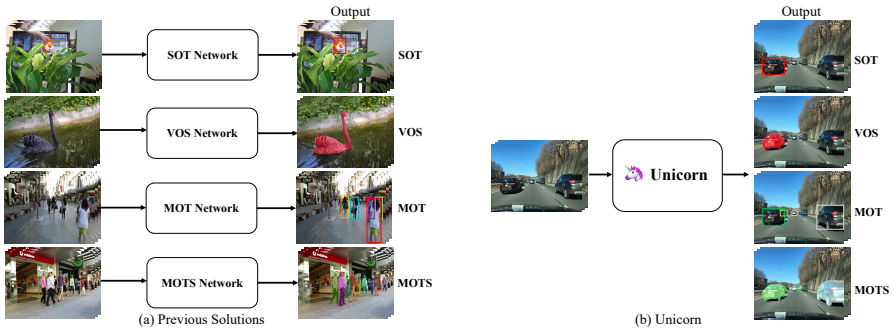 Output
SOT Network
SOT
VOS Network
VOS
MOT Network
MOT
MOTS Network
MOTS
(a) Previous Solutions
Output
SOT
VOS
Unicorn
MOT
MOTS
(b) Unicorn